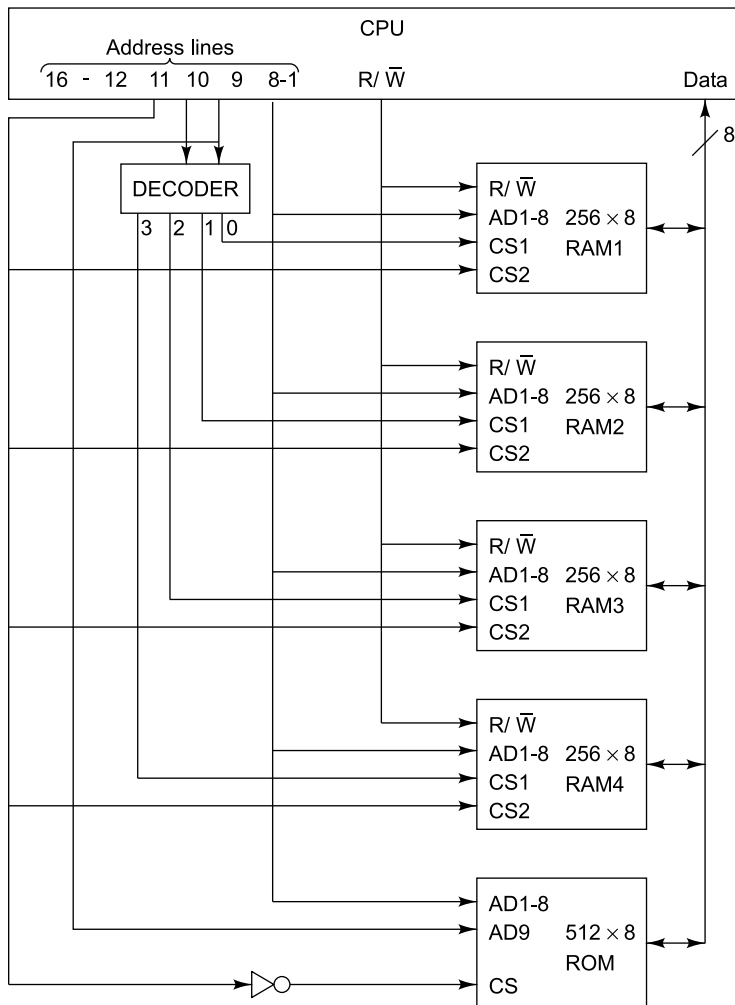 CPU
Address lines
16 - 12 11 10 9 8-1 R/ W̅ Data
8
DECODER
3 2 1 0
R/ W̅
AD1-8 256 × 8
CS1 RAM1
CS2
R/ W̅
AD1-8 256 × 8
CS1 RAM2
CS2
R/ W̅
AD1-8 256 × 8
CS1 RAM3
CS2
R/ W̅
AD1-8 256 × 8
CS1 RAM4
CS2
AD1-8
AD9 512 × 8
ROM
CS